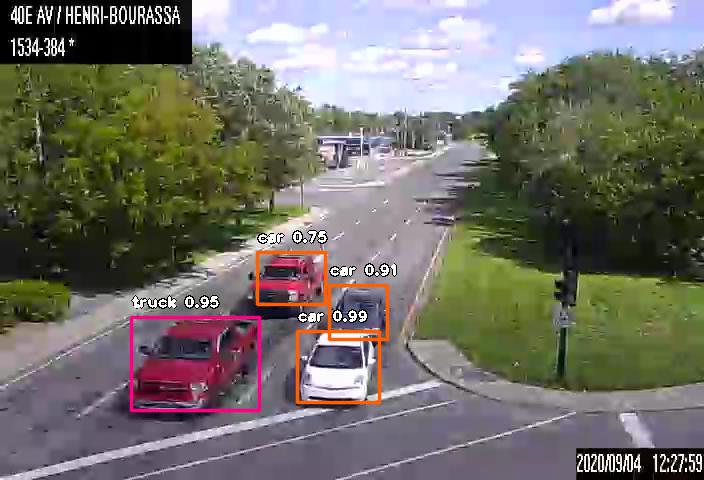 40E AV / HENRI-BOURASSA
1534-384 *
car 0.75
car 0.91
truck 0.95
car 0.99
2020/09/04 12:27:59